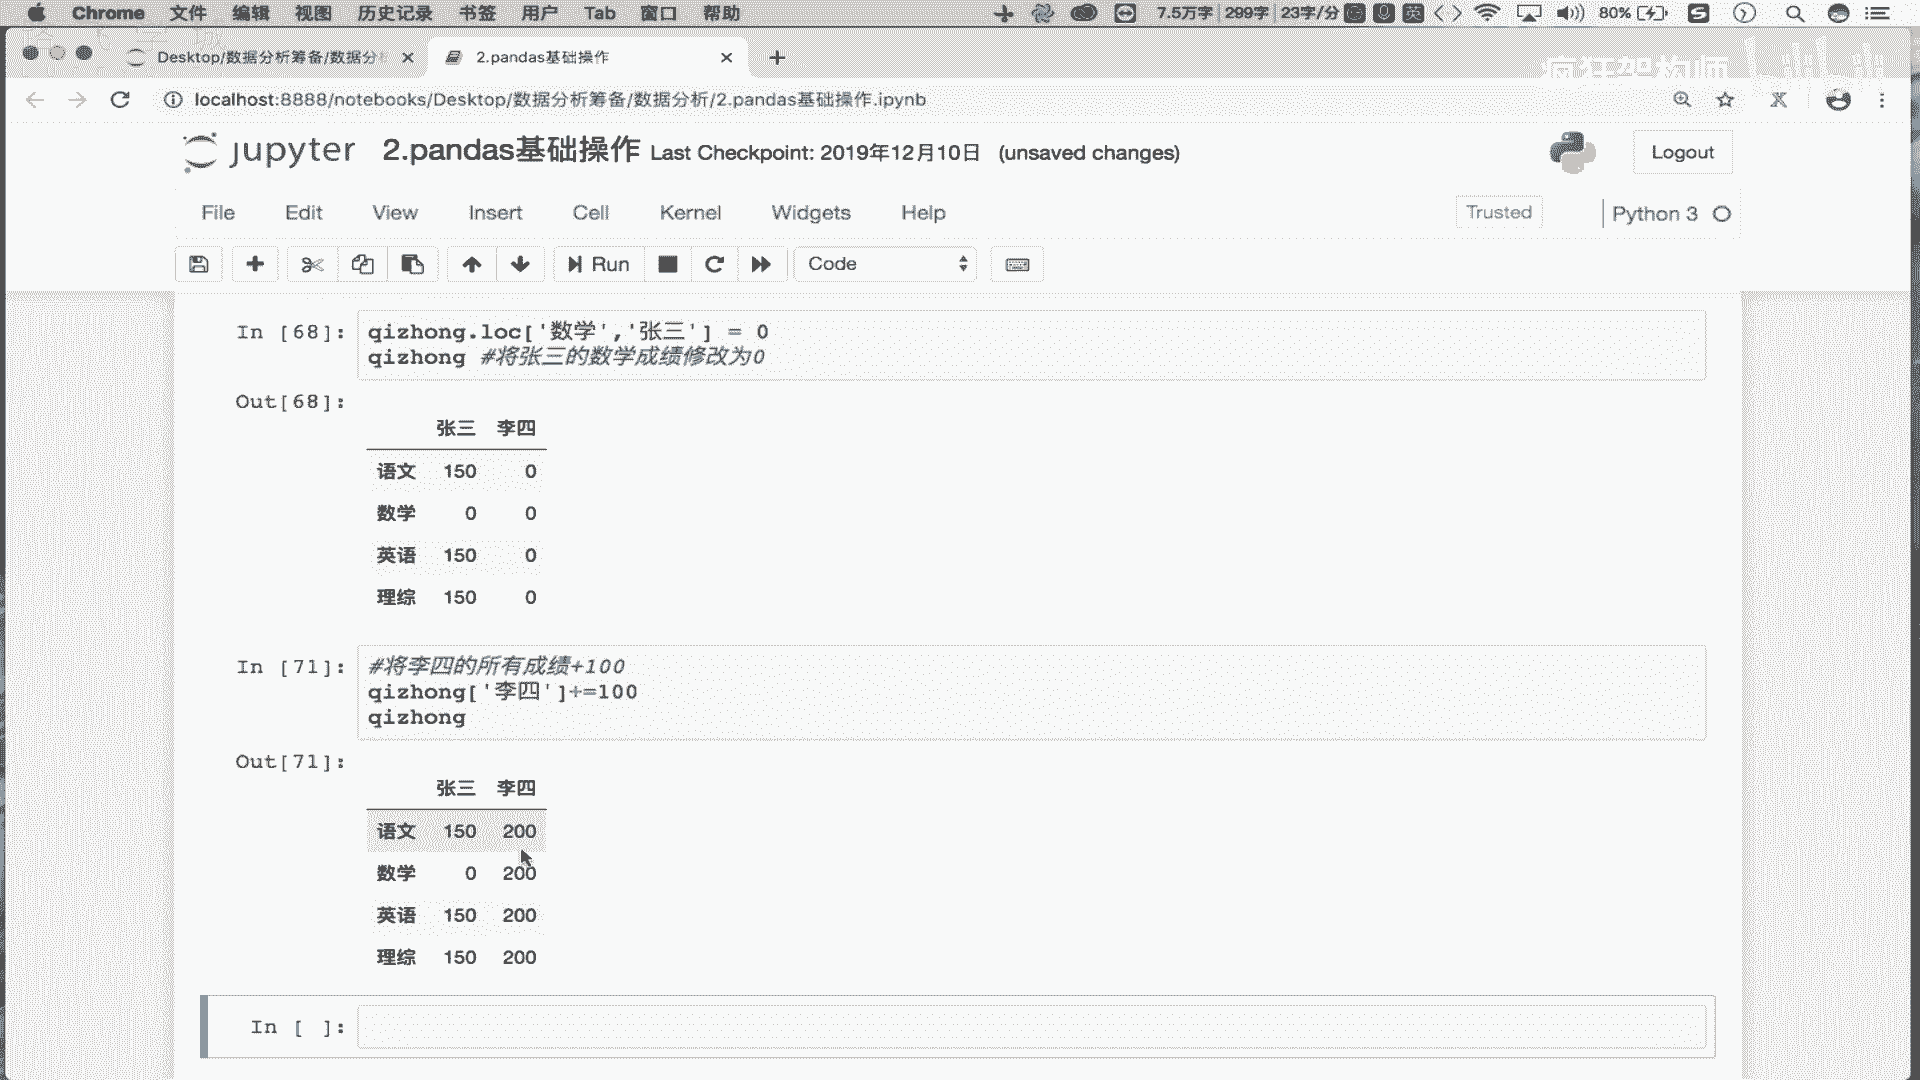 Chrome 文件 编辑 视图 历史记录 书签 用户 Tab 窗口 帮助 7.5万字 299字 23字/分 英 80%
Desktop/数据分析筹备/数据分
2.pandas基础操作
疯狂架构师
localhost:8888/notebooks/Desktop/数据分析筹备/数据分析/2.pandas基础操作.ipynb
jupyter 2.pandas基础操作 Last Checkpoint: 2019年12月10日 (unsaved changes)
Logout
File Edit View Insert Cell Kernel Widgets Help
Trusted Python 3
Run Code
In [68]: qizhong.loc['数学','张三'] = 0
qizhong #将张三的数学成绩修改为0
Out[68]:
张三 李四
语文 150 0
数学 0 0
英语 150 0
理综 150 0
In [71]: #将李四的所有成绩+100
qizhong['李四']+=100
qizhong
Out[71]:
张三 李四
语文 150 200
数学 0 200
英语 150 200
理综 150 200
In [ ]: